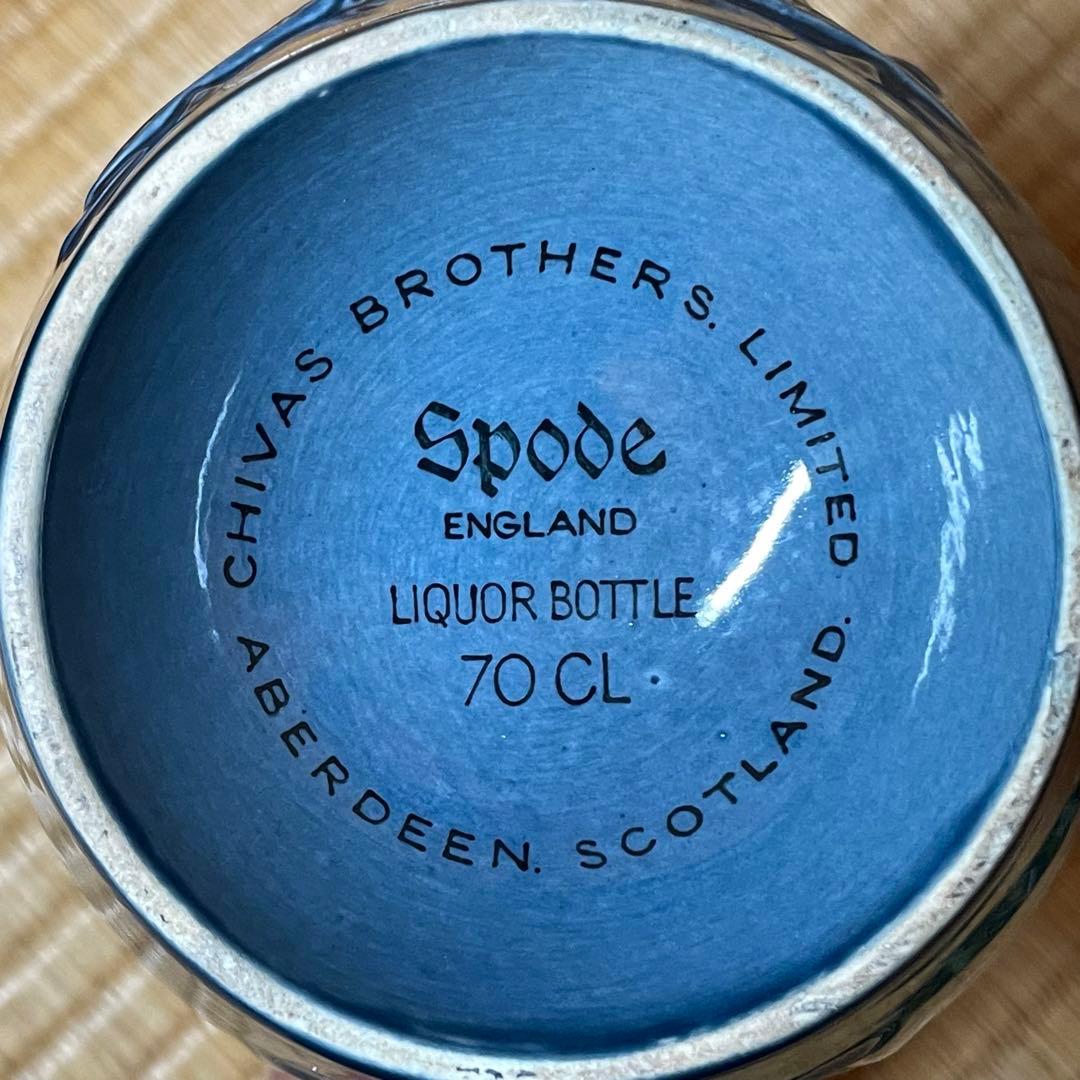 CHIVAS BROTHERS. LIMITED.
Spode
ENGLAND
LIQUOR BOTTLE
70 CL
ABERDEEN. SCOTLAND.